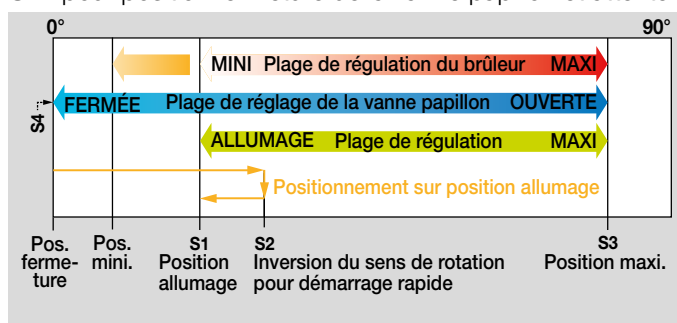 0° 90°
MINI Plage de régulation du brûleur MAXI
FERMÉE Plage de réglage de la vanne papillon OUVERTE
S4
ALLUMAGE Plage de régulation MAXI
Positionnement sur position allumage
Pos. fermeture
Pos. mini.
S1 Position allumage
S2 Inversion du sens de rotation pour démarrage rapide
S3 Position maxi.